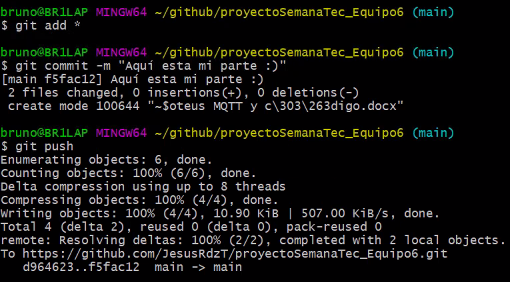 bruno@BR1LAP MINGW64 ~/github/proyectoSemanaTec_Equipo6 (main)
$ git add *
bruno@BR1LAP MINGW64 ~/github/proyectoSemanaTec_Equipo6 (main)
$ git commit -m "Aqui esta mi parte :)"
[main f5fac12] Aqui esta mi parte :)
 2 files changed, 0 insertions(+), 0 deletions(-)
 create mode 100644 "~$oteus MQTT y c\303\263digo.docx"
bruno@BR1LAP MINGW64 ~/github/proyectoSemanaTec_Equipo6 (main)
$ git push
Enumerating objects: 6, done.
Counting objects: 100% (6/6), done.
Delta compression using up to 8 threads
Compressing objects: 100% (4/4), done.
Writing objects: 100% (4/4), 10.90 KiB | 507.00 KiB/s, done.
Total 4 (delta 2), reused 0 (delta 0), pack-reused 0
remote: Resolving deltas: 100% (2/2), completed with 2 local objects.
To https://github.com/JesusRdzT/proyectoSemanaTec_Equipo6.git
   d964623..f5fac12  main -> main